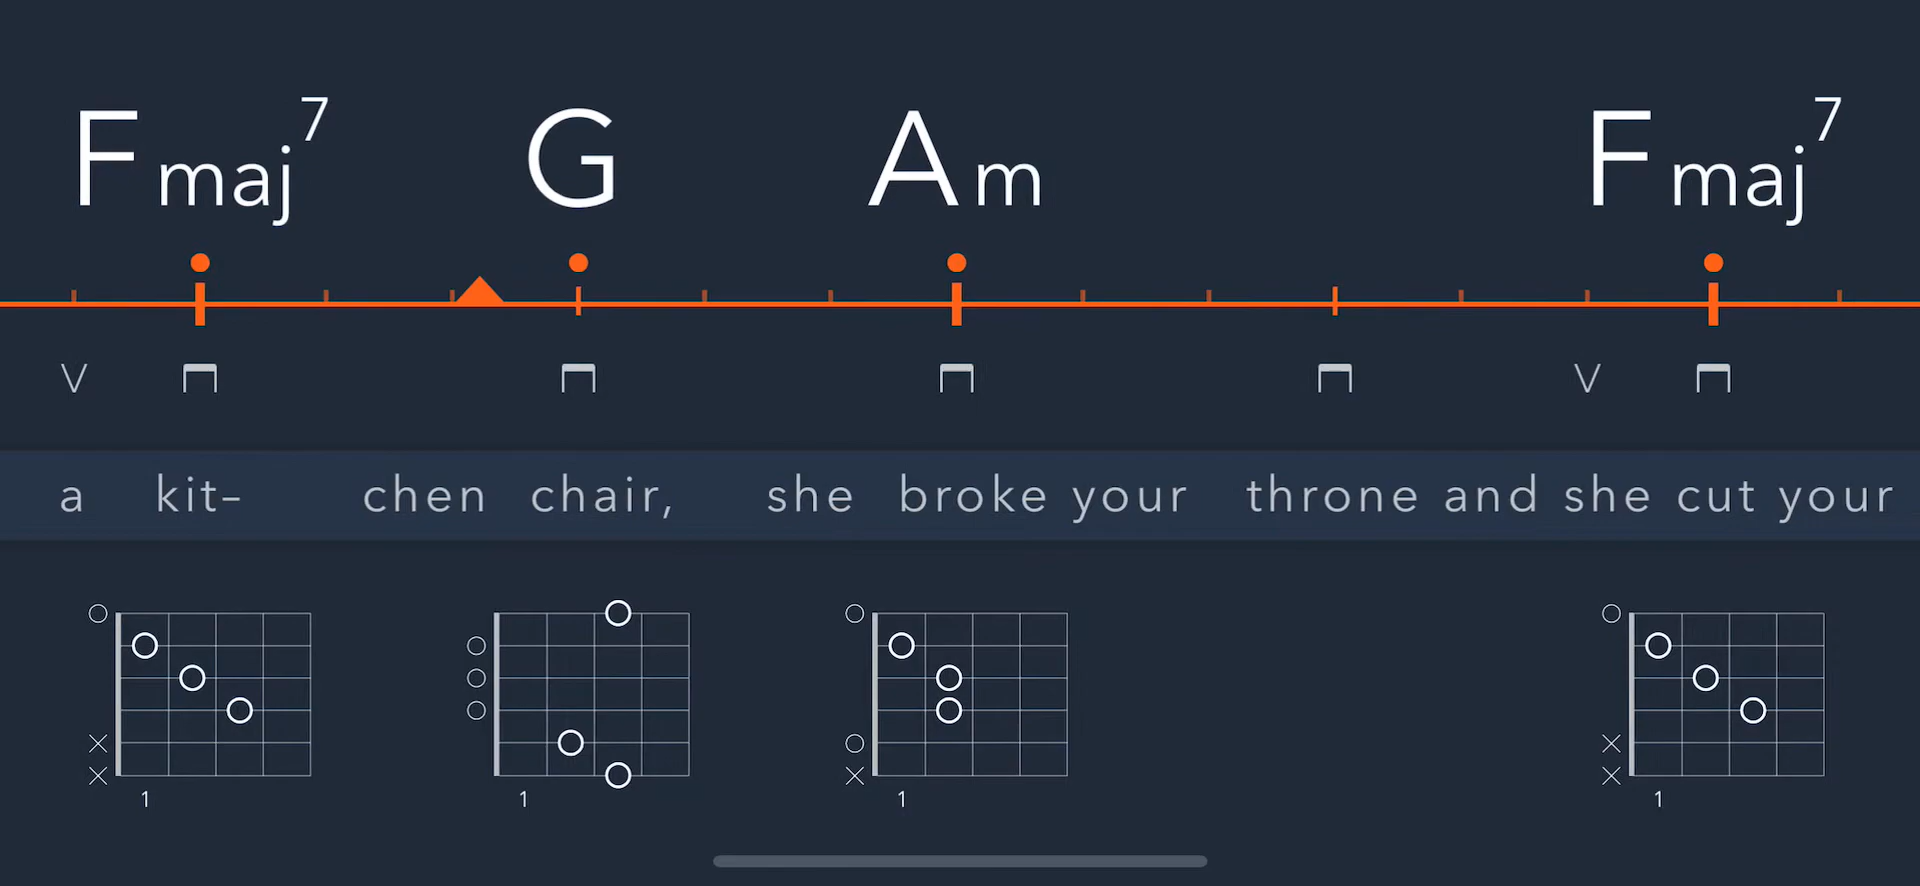 Fmaj7 G Am Fmaj7
V V
a kit- chen chair, she broke your throne and she cut your
1 1 1 1